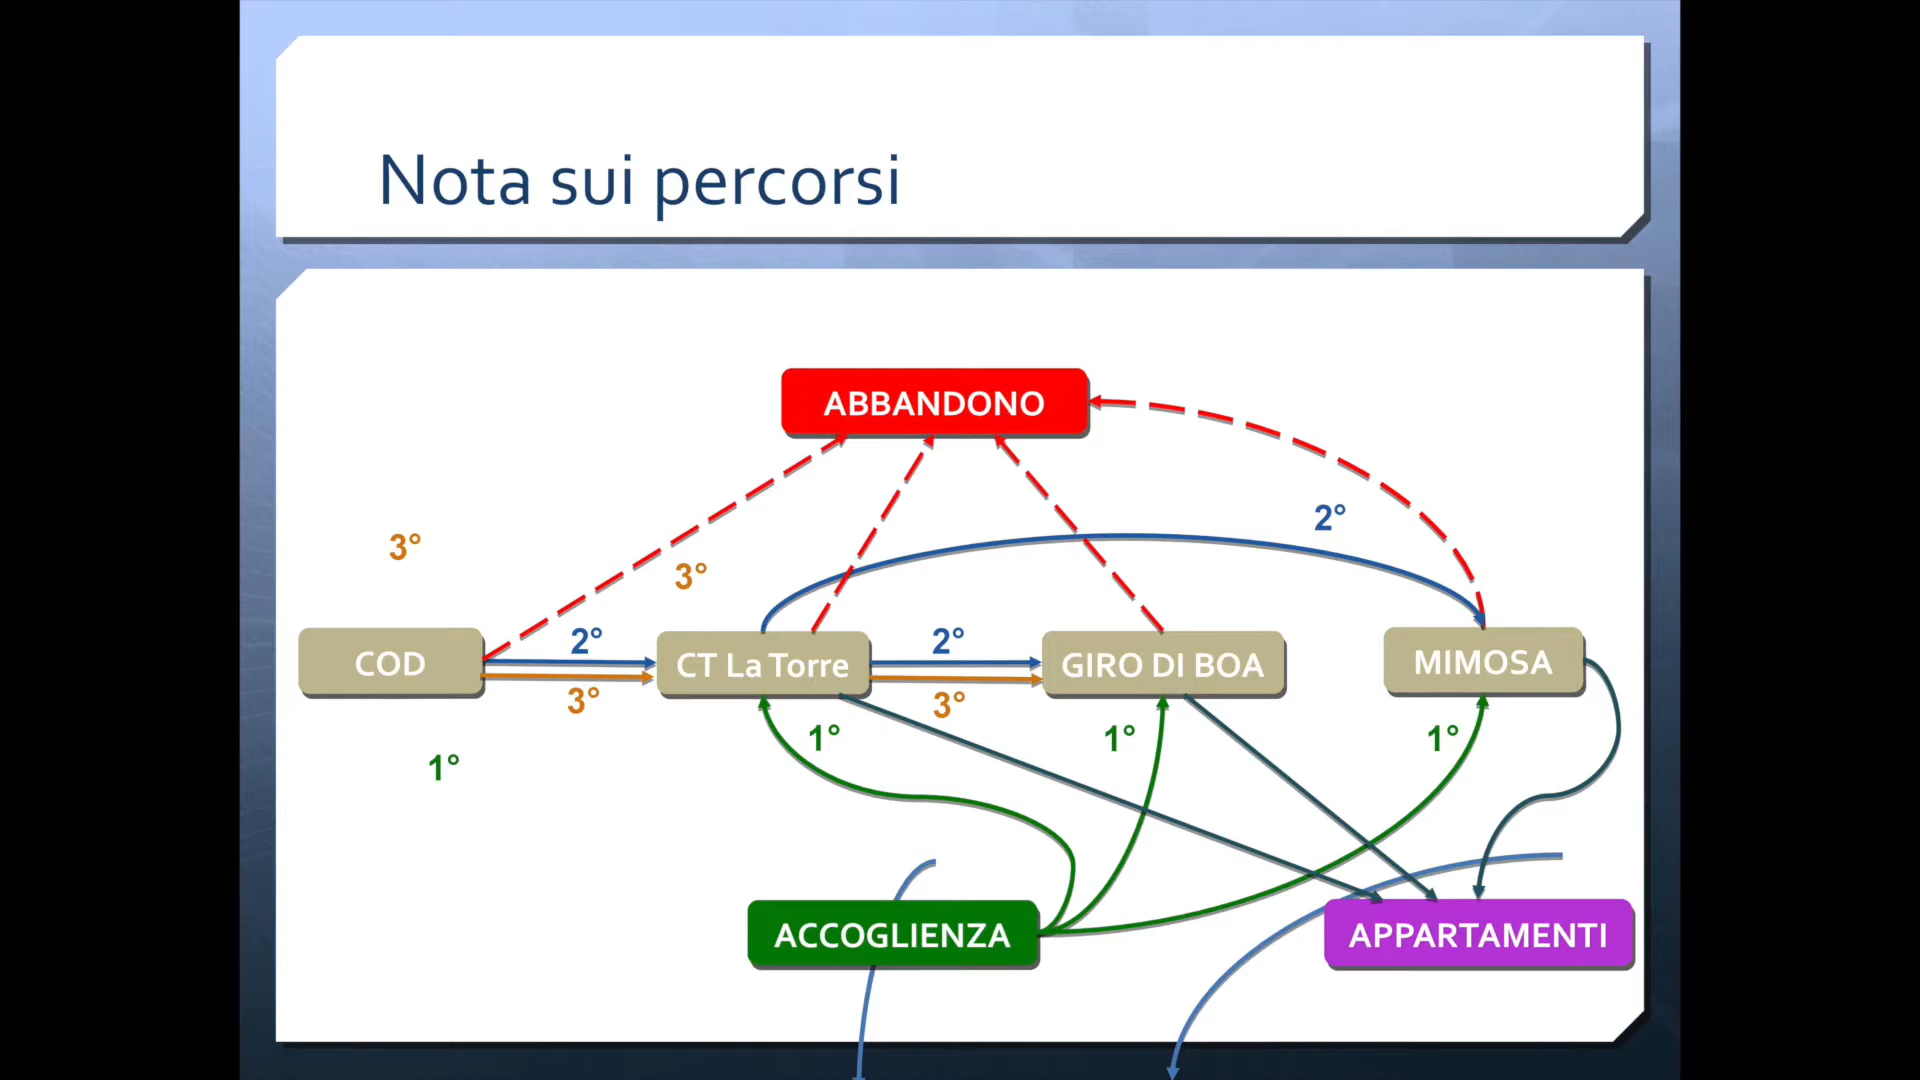 Nota sui percorsi
ABBANDONO
2°
3°
3°
2°
2°
COD
CT La Torre
GIRO DI BOA
MIMOSA
3°
3°
1°
1°
1°
1°
ACCOGLIENZA
APPARTAMENTI